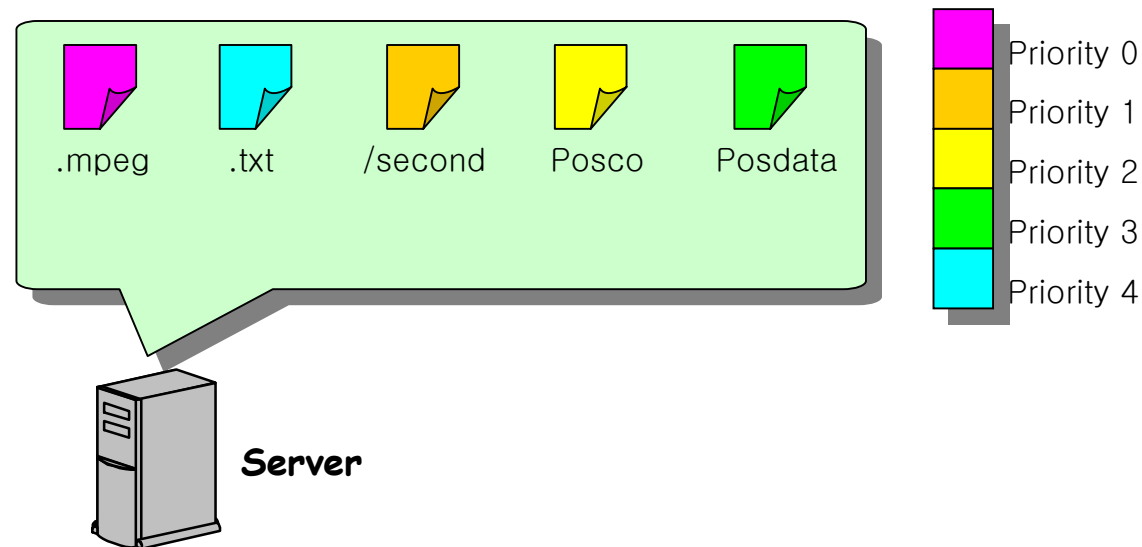 .mpeg .txt /second Posco Posdata
Priority 0
Priority 1
Priority 2
Priority 3
Priority 4
Server